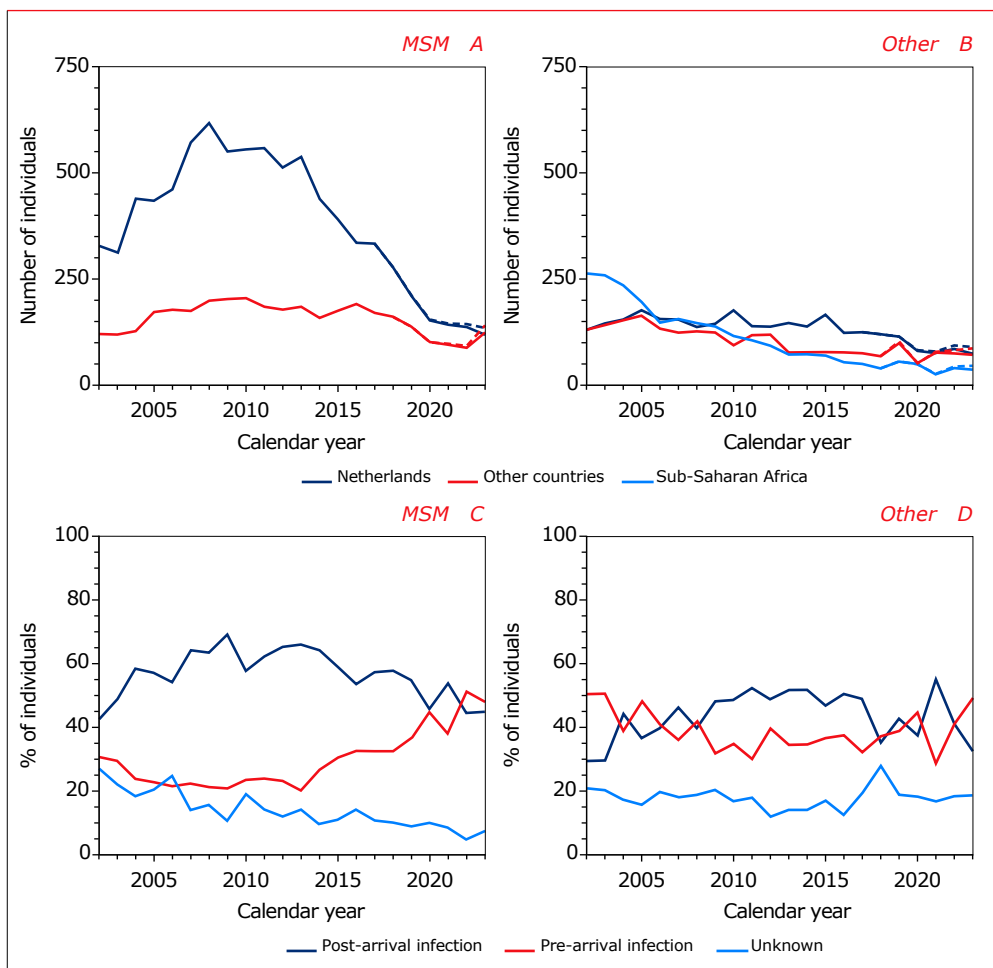 MSM A
Number of individuals
750
500
250
0
2005 2010 2015 2020
Calendar year
Other B
Number of individuals
750
500
250
0
2005 2010 2015 2020
Calendar year
Netherlands Other countries Sub-Saharan Africa
MSM C
% of individuals
100
80
60
40
20
0
2005 2010 2015 2020
Calendar year
Other D
% of individuals
100
80
60
40
20
0
2005 2010 2015 2020
Calendar year
Post-arrival infection Pre-arrival infection Unknown